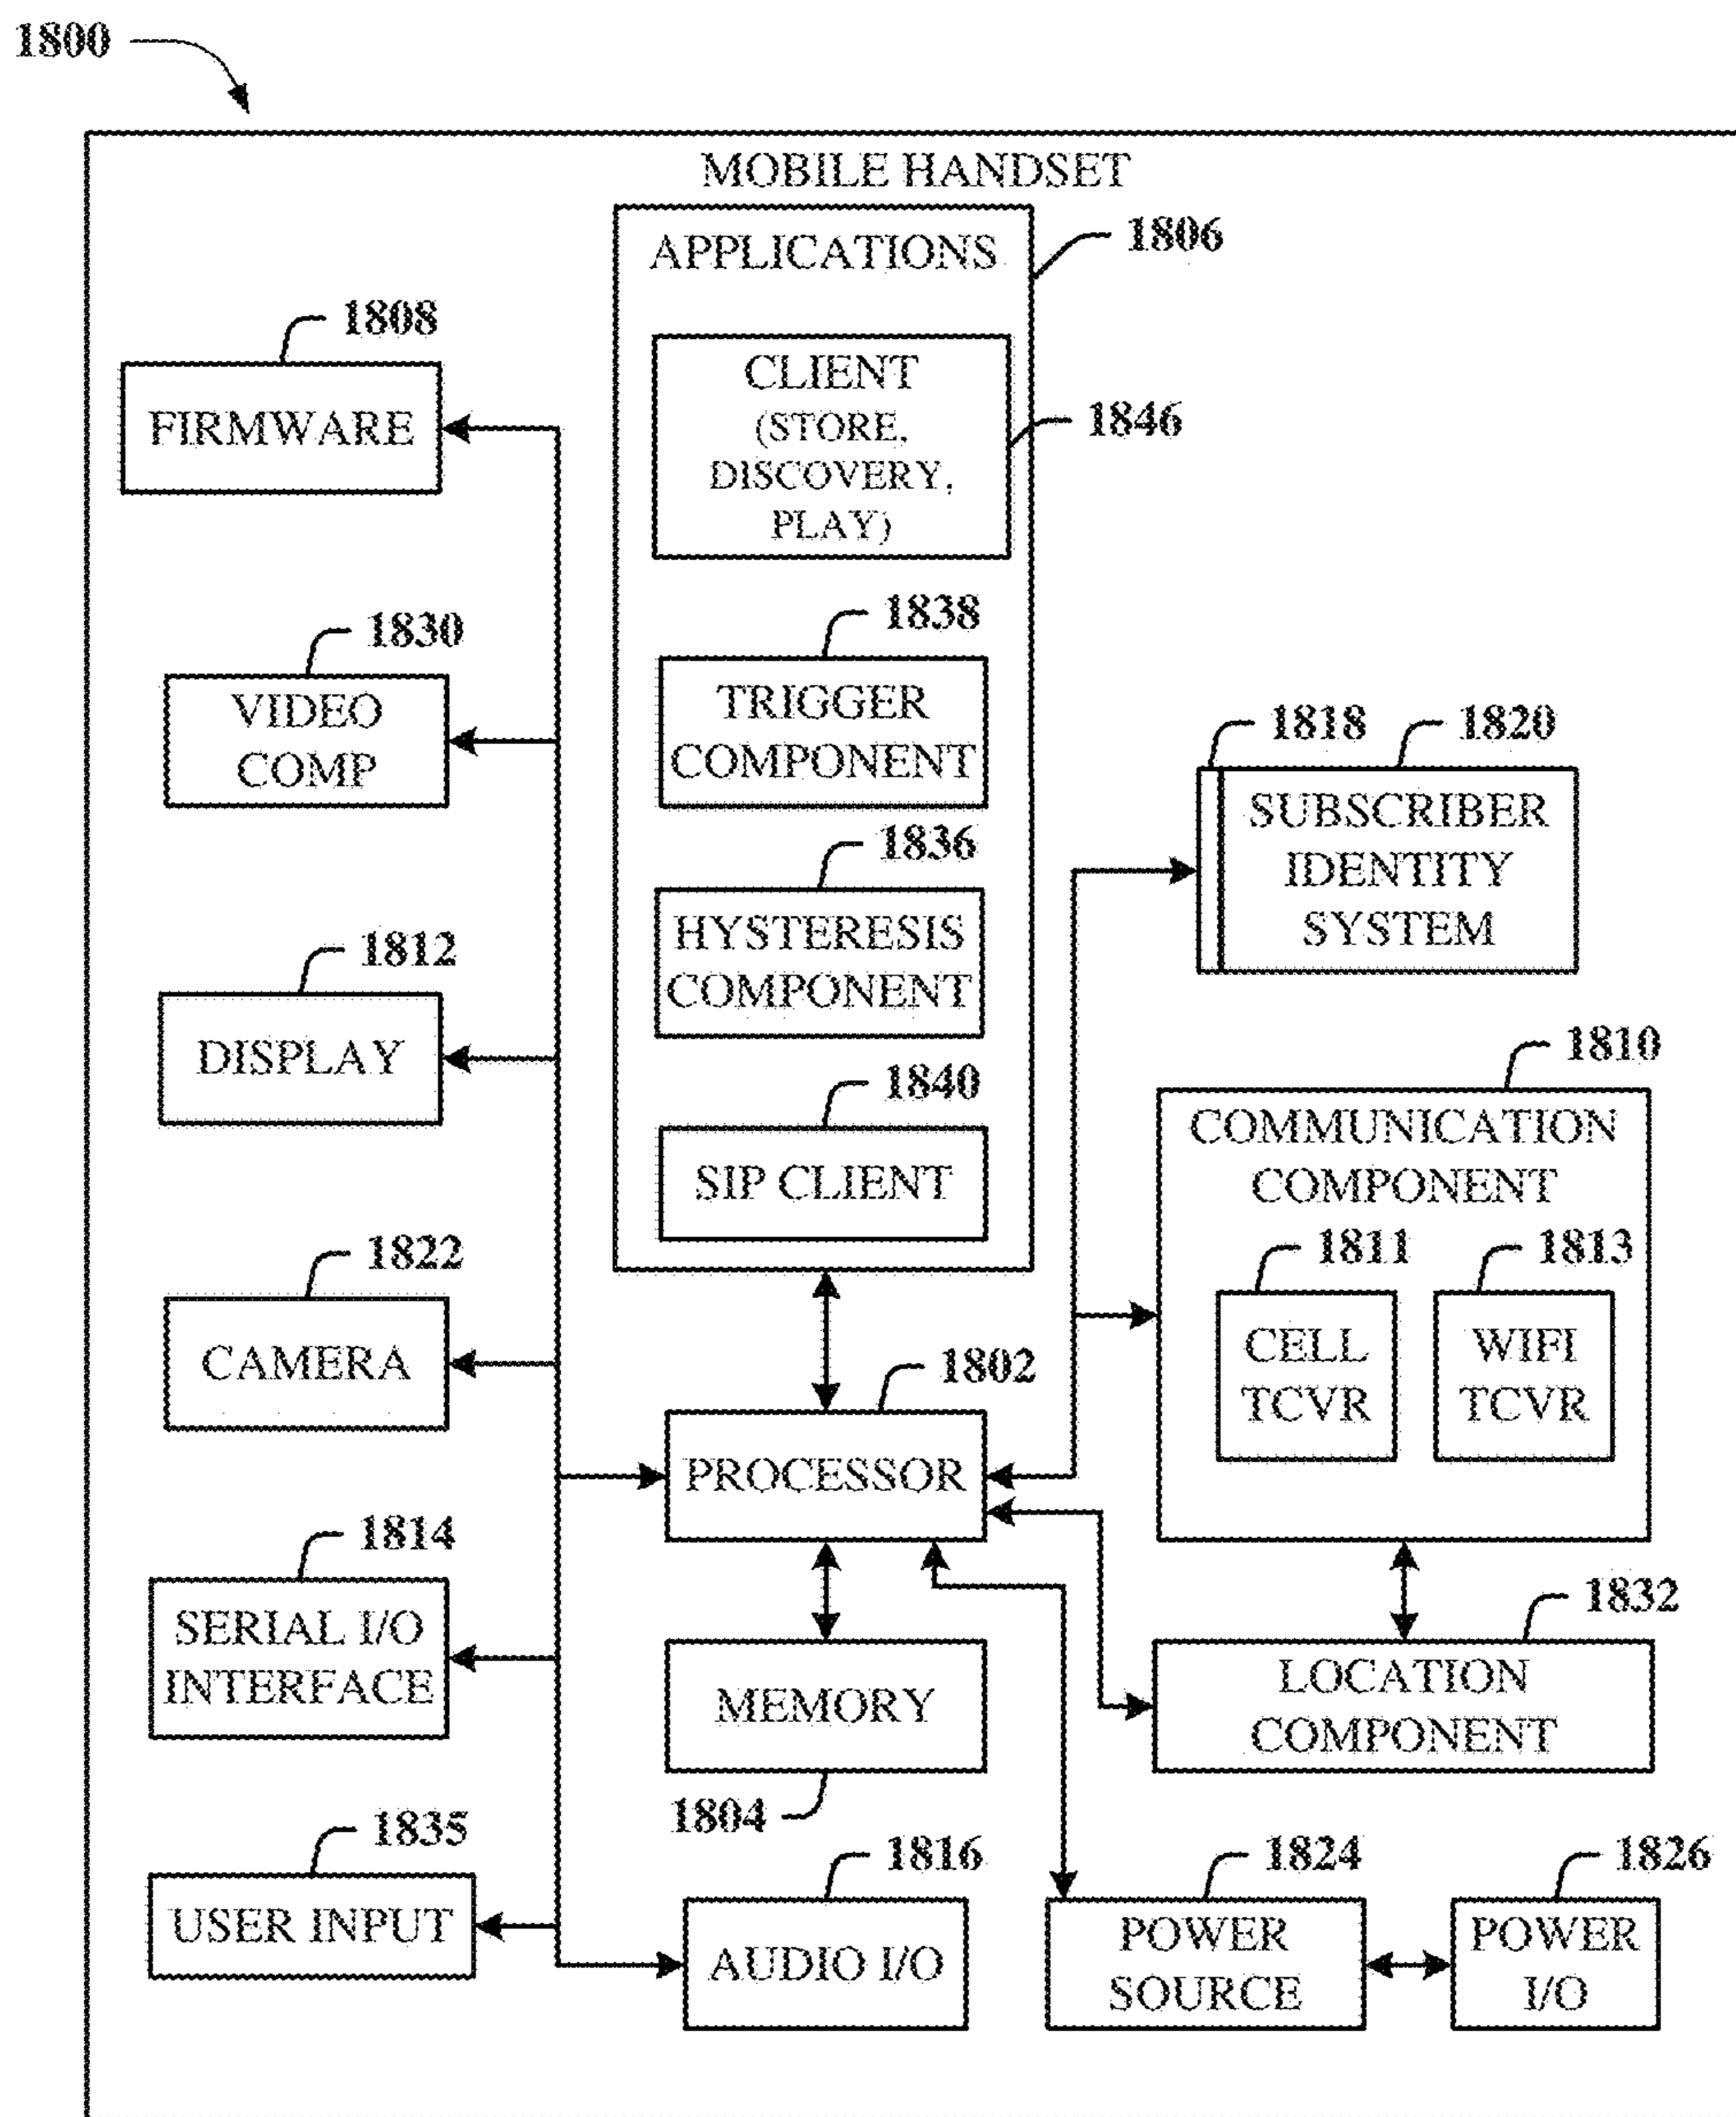 1800
MOBILE HANDSET
APPLICATIONS
1806
1808
FIRMWARE
CLIENT
(STORE,
DISCOVERY,
PLAY)
1846
1830
VIDEO
COMP
1838
TRIGGER
COMPONENT
1818
1820
SUBSCRIBER
IDENTITY
SYSTEM
1836
HYSTERESIS
COMPONENT
1812
DISPLAY
1840
SIP CLIENT
1810
COMMUNICATION
COMPONENT
1811
CELL
TCVR
1813
WIFI
TCVR
1822
CAMERA
1802
PROCESSOR
1814
SERIAL I/O
INTERFACE
MEMORY
1804
1832
LOCATION
COMPONENT
1835
USER INPUT
1816
AUDIO I/O
1824
POWER
SOURCE
1826
POWER
I/O